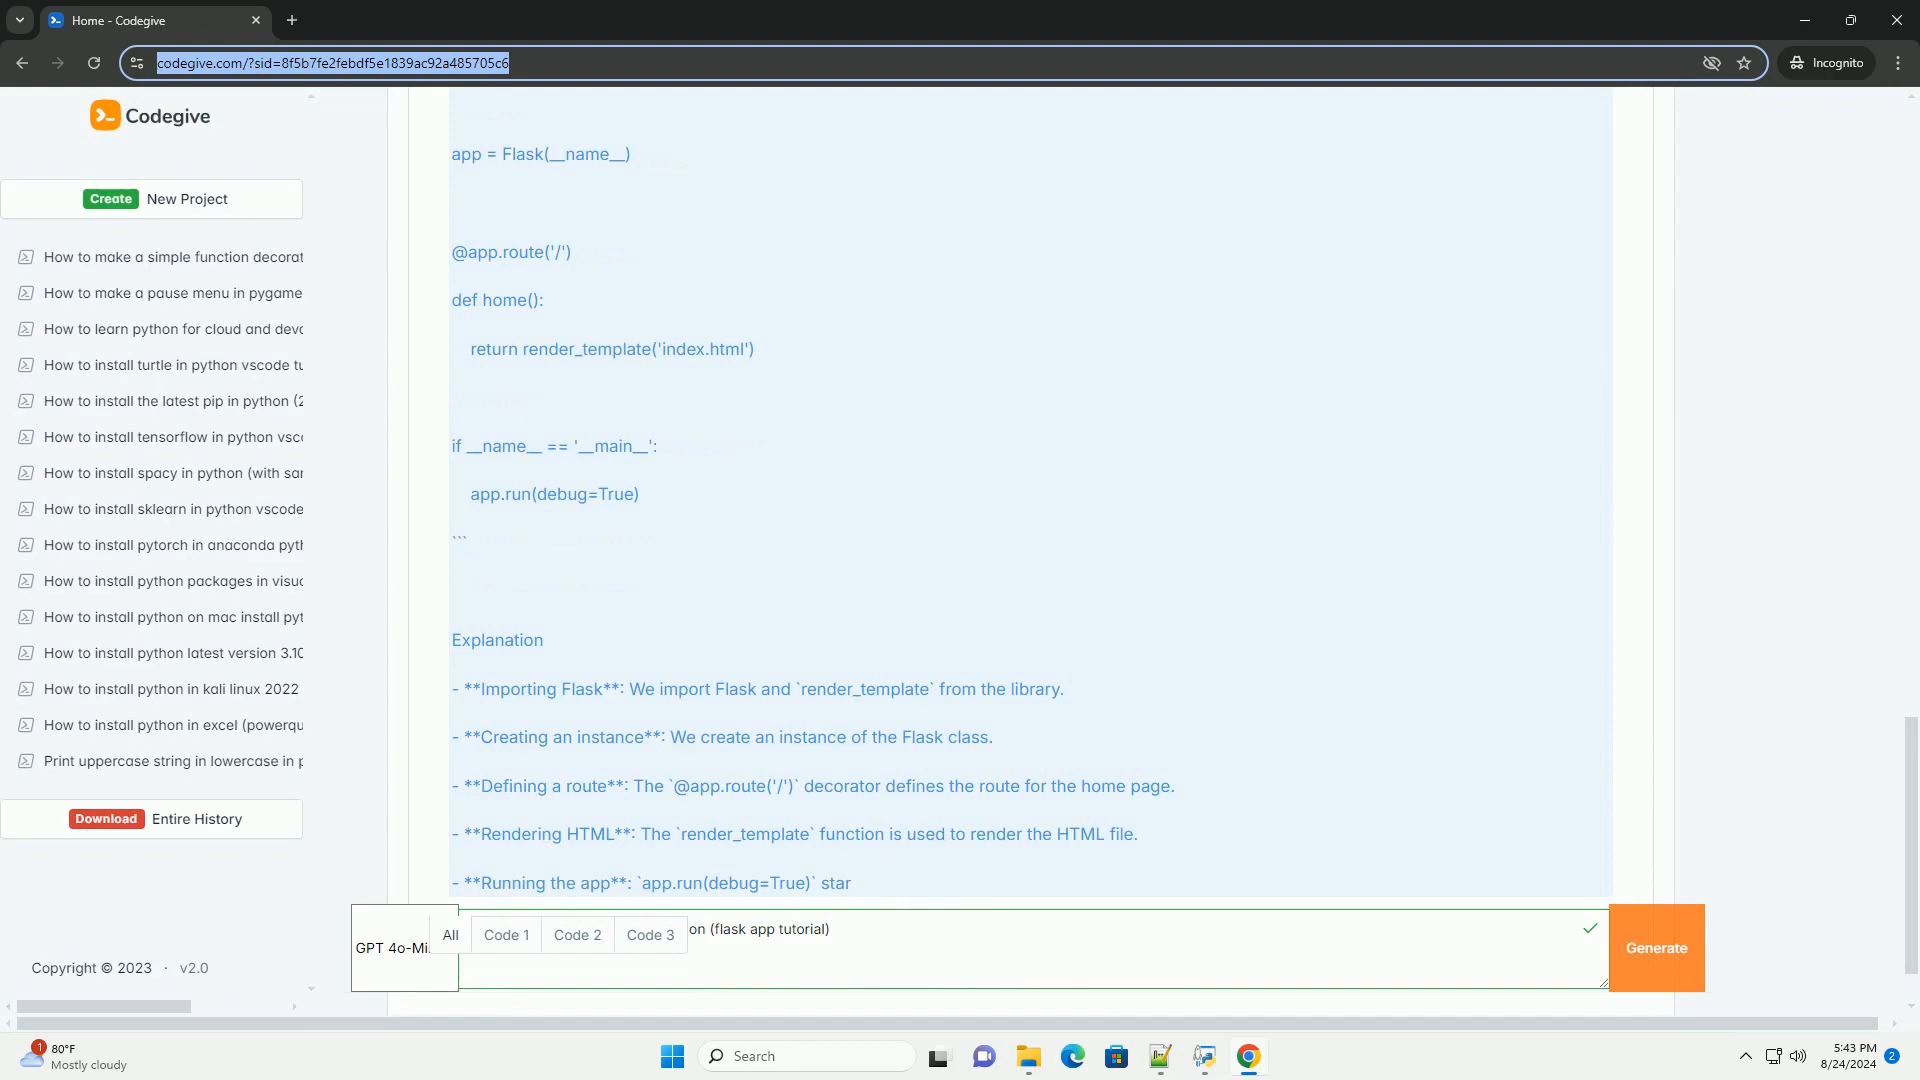 Home - Codegive
codegive.com/?sid=8f5b7fe2febdf5e1839ac92a485705c6
Incognito
Codegive
Create New Project
How to make a simple function decorat
How to make a pause menu in pygame
How to learn python for cloud and devo
How to install turtle in python vscode tu
How to install the latest pip in python (2
How to install tensorflow in python vsco
How to install spacy in python (with sar
How to install sklearn in python vscode
How to install pytorch in anaconda pyth
How to install python packages in visua
How to install python on mac install pyt
How to install python latest version 3.10
How to install python in kali linux 2022
How to install python in excel (powerqu
Print uppercase string in lowercase in p
Download Entire History
Copyright © 2023 · v2.0
app = Flask(__name__)
@app.route('/')
def home():
return render_template('index.html')
if __name__ == '__main__':
app.run(debug=True)
```
Explanation
- **Importing Flask**: We import Flask and `render_template` from the library.
- **Creating an instance**: We create an instance of the Flask class.
- **Defining a route**: The `@app.route('/')` decorator defines the route for the home page.
- **Rendering HTML**: The `render_template` function is used to render the HTML file.
- **Running the app**: `app.run(debug=True)` star
GPT 4o-Mi
All Code 1 Code 2 Code 3
on (flask app tutorial)
Generate
1
80°F
Mostly cloudy
Search
5:43 PM
8/24/2024
2